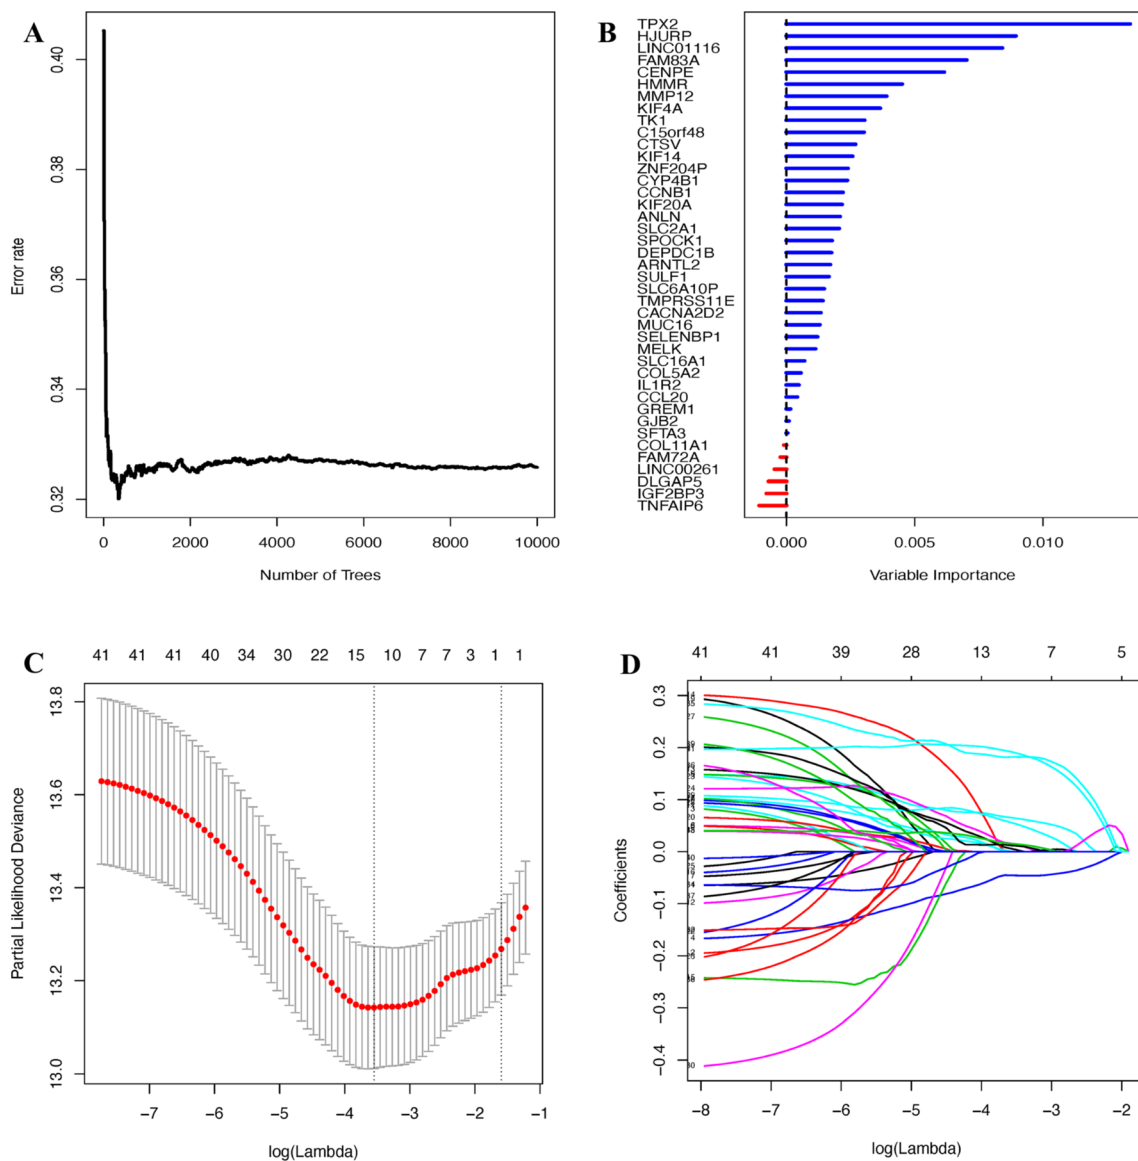 A
0.40
0.38
0.36
0.34
0.32
Error rate
0
2000
4000
6000
8000
10000
Number of Trees
B
TPX2
HJURP
LINC01116
FAM83A
CENPE
HMMR
MMP12
KIF4A
TK1
C15orf48
CTSV
KIF14
ZNF204P
CYP4B1
CCNB1
KIF20A
ANLN
SLC2A1
SPOCK1
DEPDC1B
ARNTL2
SULF1
SLC6A10P
TMPRSS11E
CACNA2D2
MUC16
SELENBP1
MELK
SLC16A1
COL5A2
IL1R2
CCL20
GREM1
GJB2
SFTA3
COL11A1
FAM72A
LINC00261
DLGAP5
IGF2BP3
TNFAIP6
0.000
0.005
0.010
Variable Importance
C
41 41 41 40 34 30 22 15 10 7 7 3 1 1
13.8
13.6
13.4
13.2
13.0
Partial Likelihood Deviance
−7 −6 −5 −4 −3 −2 −1
log(Lambda)
D
41 41 39 28 13 7 5
0.3
0.2
0.1
0.0
−0.1
−0.2
−0.3
−0.4
Coefficients
−8 −7 −6 −5 −4 −3 −2
log(Lambda)